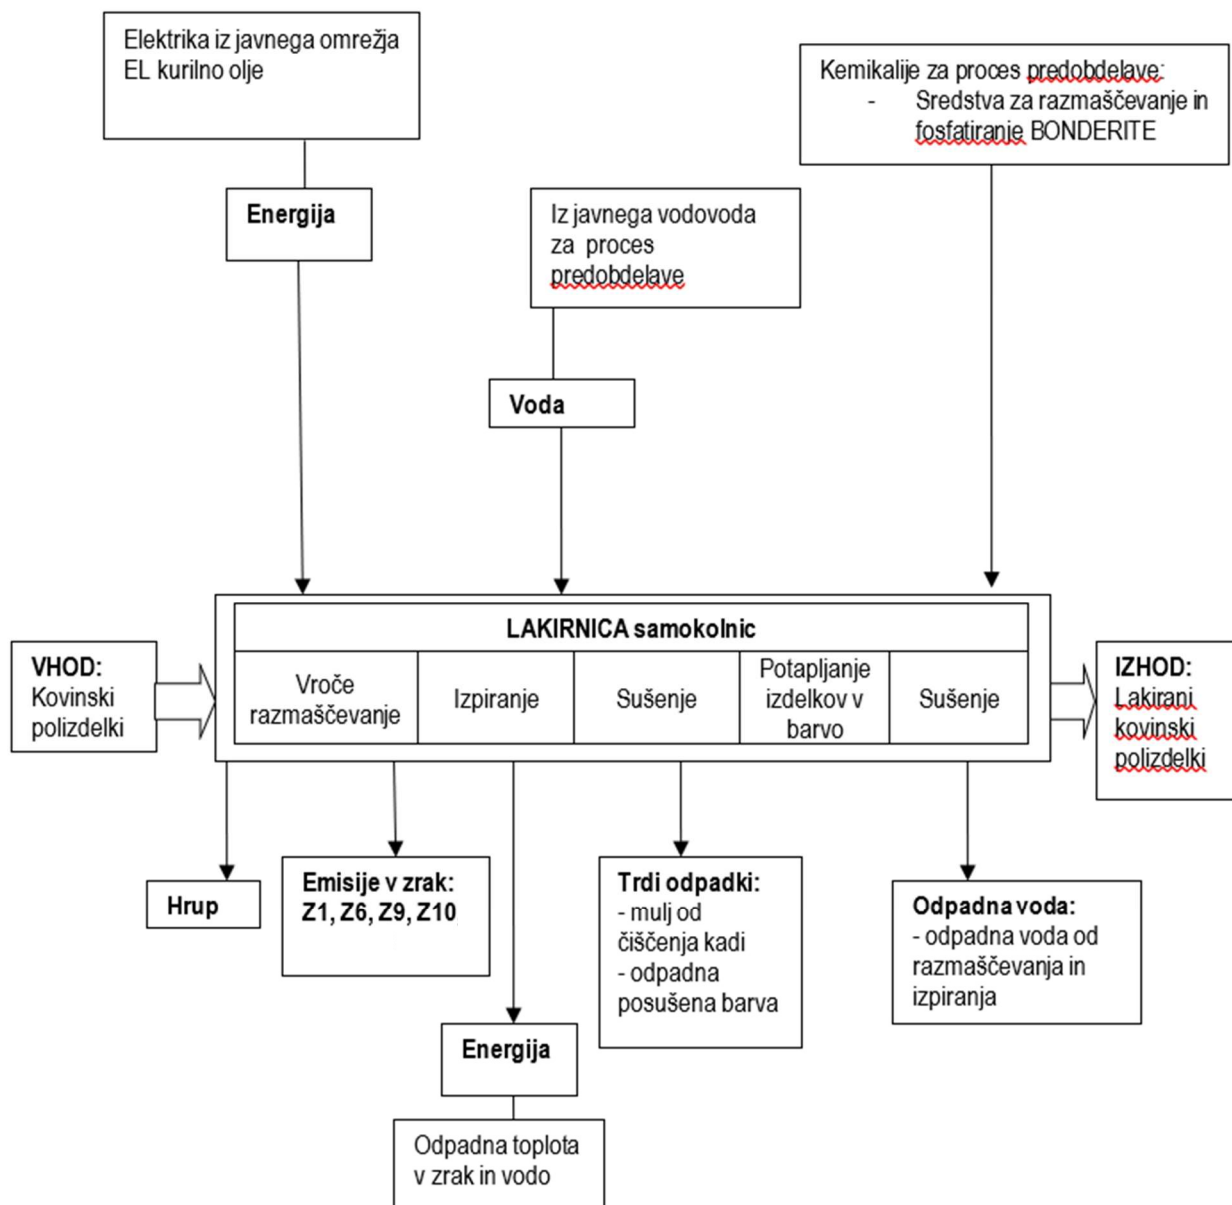 Elektrika iz javnega omrežja
EL kurilno olje
Kemikalije za proces predobdelave:
- Sredstva za razmaščevanje in
fosfatiranje BONDERITE
Energija
Iz javnega vodovoda
za proces
predobdelave
Voda
LAKIRNICA samokolnic
VHOD:
Kovinski
polizdelki
Vroče
razmaščevanje
Izpiranje
Sušenje
Potapljanje
izdelkov v
barvo
Sušenje
IZHOD:
Lakirani
kovinski
polizdelki
Hrup
Emisije v zrak:
Z1, Z6, Z9, Z10
Trdi odpadki:
- mulj od
čiščenja kadi
- odpadna
posušena barva
Odpadna voda:
- odpadna voda od
razmaščevanja in
izpiranja
Energija
Odpadna toplota
v zrak in vodo